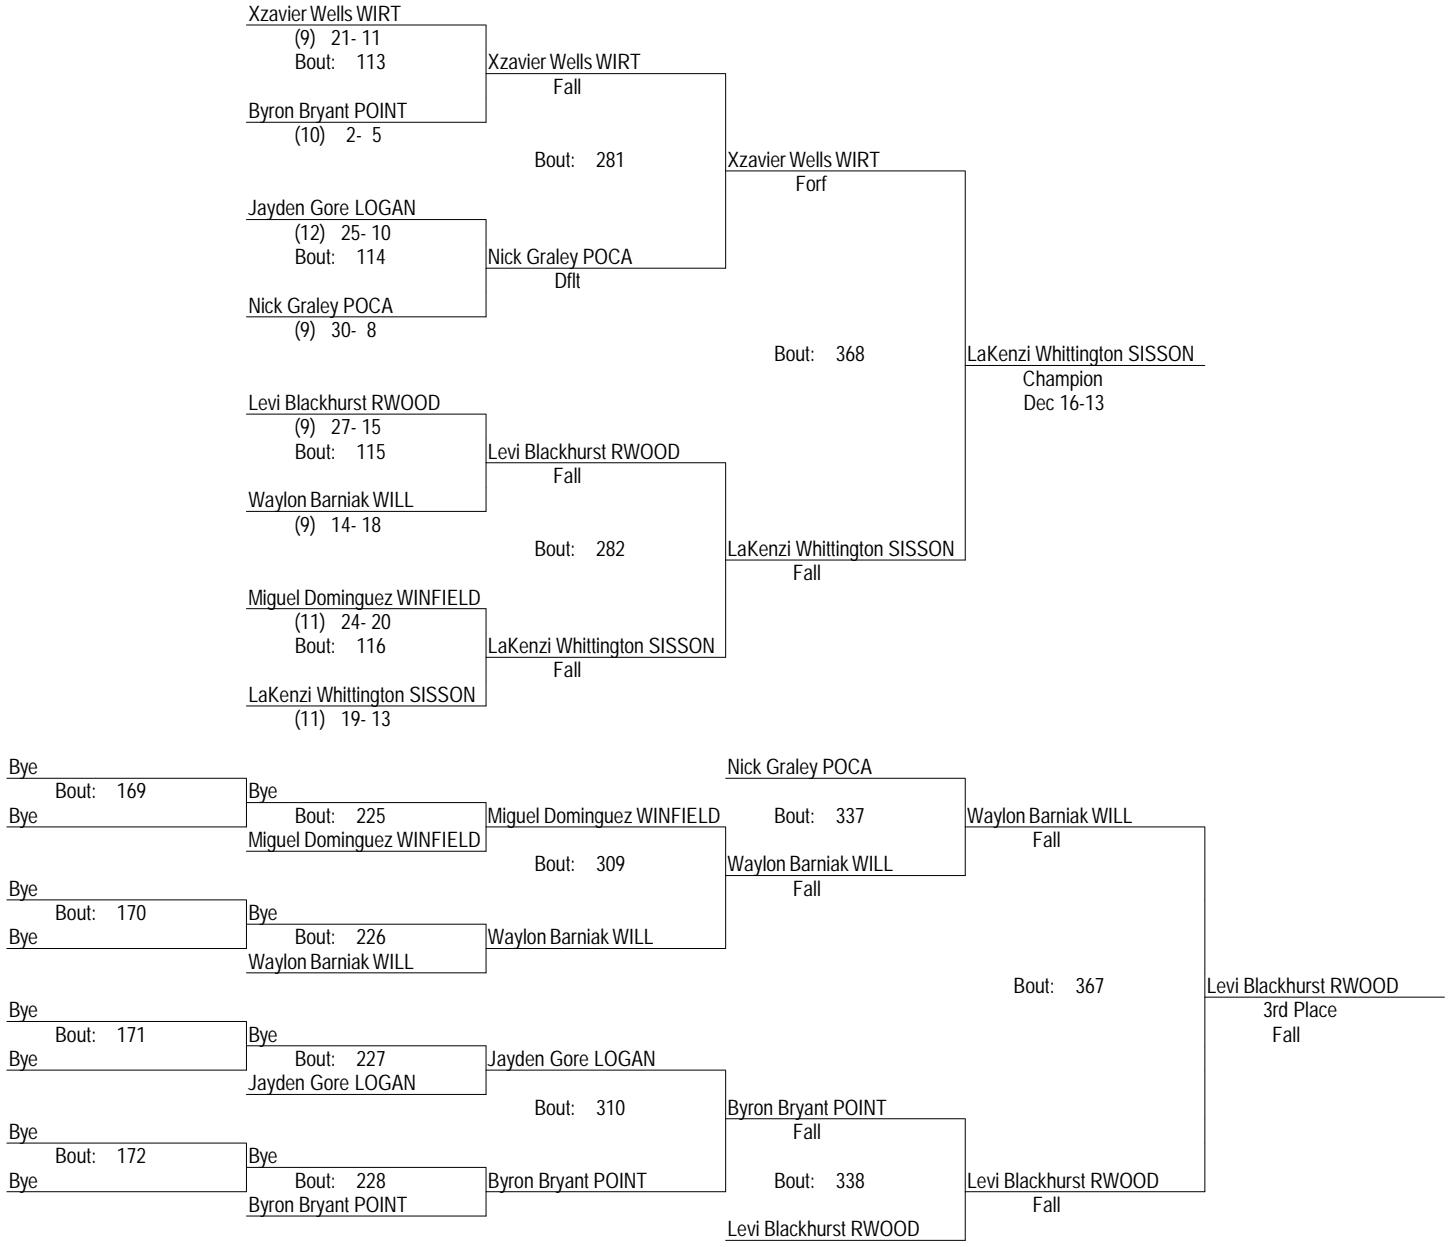 Xzavier Wells WIRT
(9) 21- 11
Bout: 113
Xzavier Wells WIRT
Fall
Byron Bryant POINT
(10) 2- 5
Bout: 281
Xzavier Wells WIRT
Forf
Jayden Gore LOGAN
(12) 25- 10
Bout: 114
Nick Graley POCA
Dflt
Nick Graley POCA
(9) 30- 8
Bout: 368
LaKenzi Whittington SISSON
Champion
Dec 16-13
Levi Blackhurst RWOOD
(9) 27- 15
Bout: 115
Levi Blackhurst RWOOD
Fall
Waylon Barniak WILL
(9) 14- 18
Bout: 282
LaKenzi Whittington SISSON
Fall
Miguel Dominguez WINFIELD
(11) 24- 20
Bout: 116
LaKenzi Whittington SISSON
Fall
LaKenzi Whittington SISSON
(11) 19- 13
Bye
Bout: 169
Bye
Bye
Bout: 225
Miguel Dominguez WINFIELD
Miguel Dominguez WINFIELD
Bout: 309
Nick Graley POCA
Bout: 337
Waylon Barniak WILL
Fall
Waylon Barniak WILL
Fall
Bye
Bout: 170
Bye
Bye
Bout: 226
Waylon Barniak WILL
Waylon Barniak WILL
Bout: 367
Levi Blackhurst RWOOD
3rd Place
Fall
Bye
Bout: 171
Bye
Bye
Bout: 227
Jayden Gore LOGAN
Jayden Gore LOGAN
Bout: 310
Byron Bryant POINT
Fall
Bye
Bout: 172
Bye
Bye
Bout: 228
Byron Bryant POINT
Byron Bryant POINT
Bout: 338
Levi Blackhurst RWOOD
Fall
Levi Blackhurst RWOOD